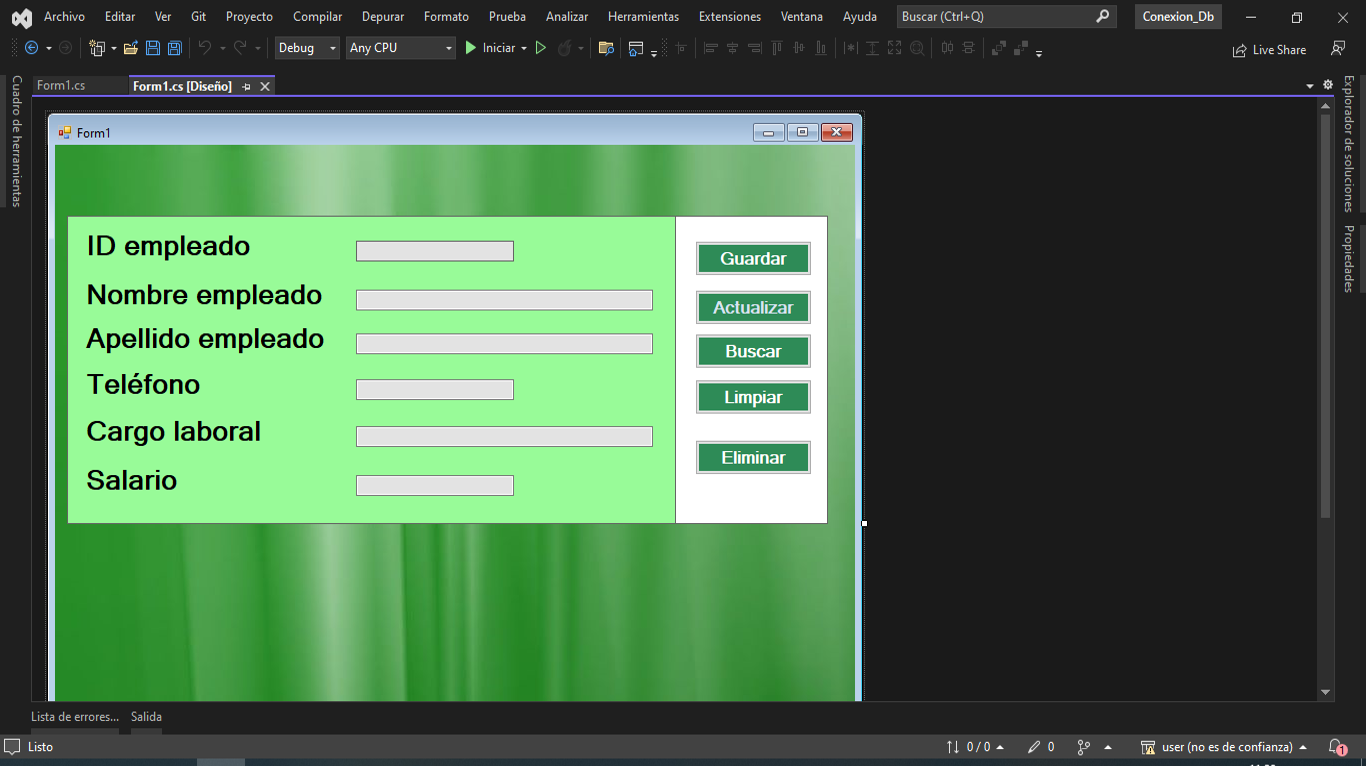 Archivo Editar Ver Git Proyecto Compilar Depurar Formato Prueba Analizar Herramientas Extensiones Ventana Ayuda Buscar (Ctrl+Q) Conexion_Db
Debug Any CPU Iniciar Live Share
Form1.cs Form1.cs [Diseño]
Cuadro de herramientas
Explorador de soluciones
Propiedades
Form1
ID empleado Guardar
Nombre empleado Actualizar
Apellido empleado Buscar
Teléfono Limpiar
Cargo laboral
Eliminar
Salario
Lista de errores... Salida
Listo 0 / 0 0 user (no es de confianza) 1